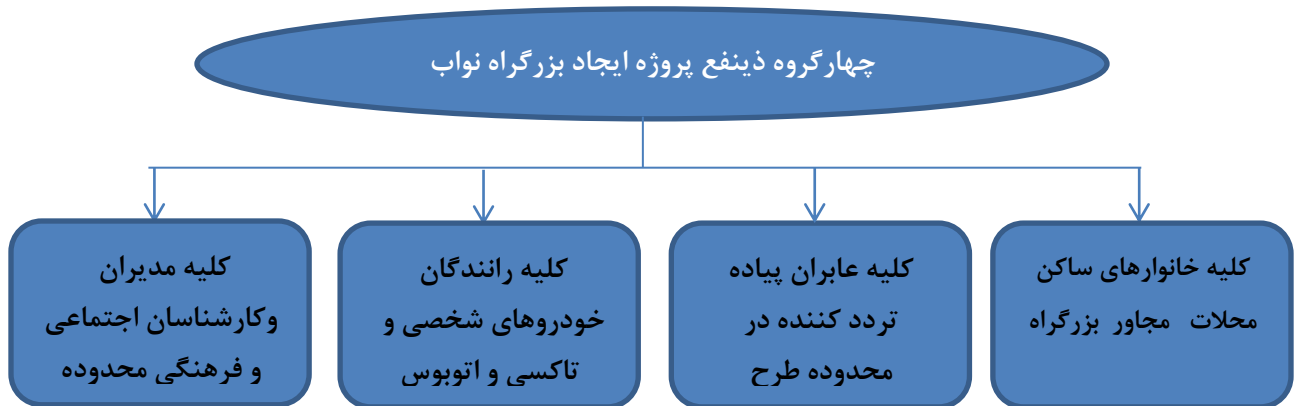 چهارگروه ذینفع پروژه ایجاد بزرگراه نواب
کلیه خانوارهای ساکن
محلات مجاور بزرگراه
کلیه عابران پیاده
تردد کننده در
محدوده طرح
کلیه رانندگان
خودروهای شخصی و
تاکسی و اتوبوس
کلیه مدیران
وکارشناسان اجتماعی
و فرهنگی محدوده